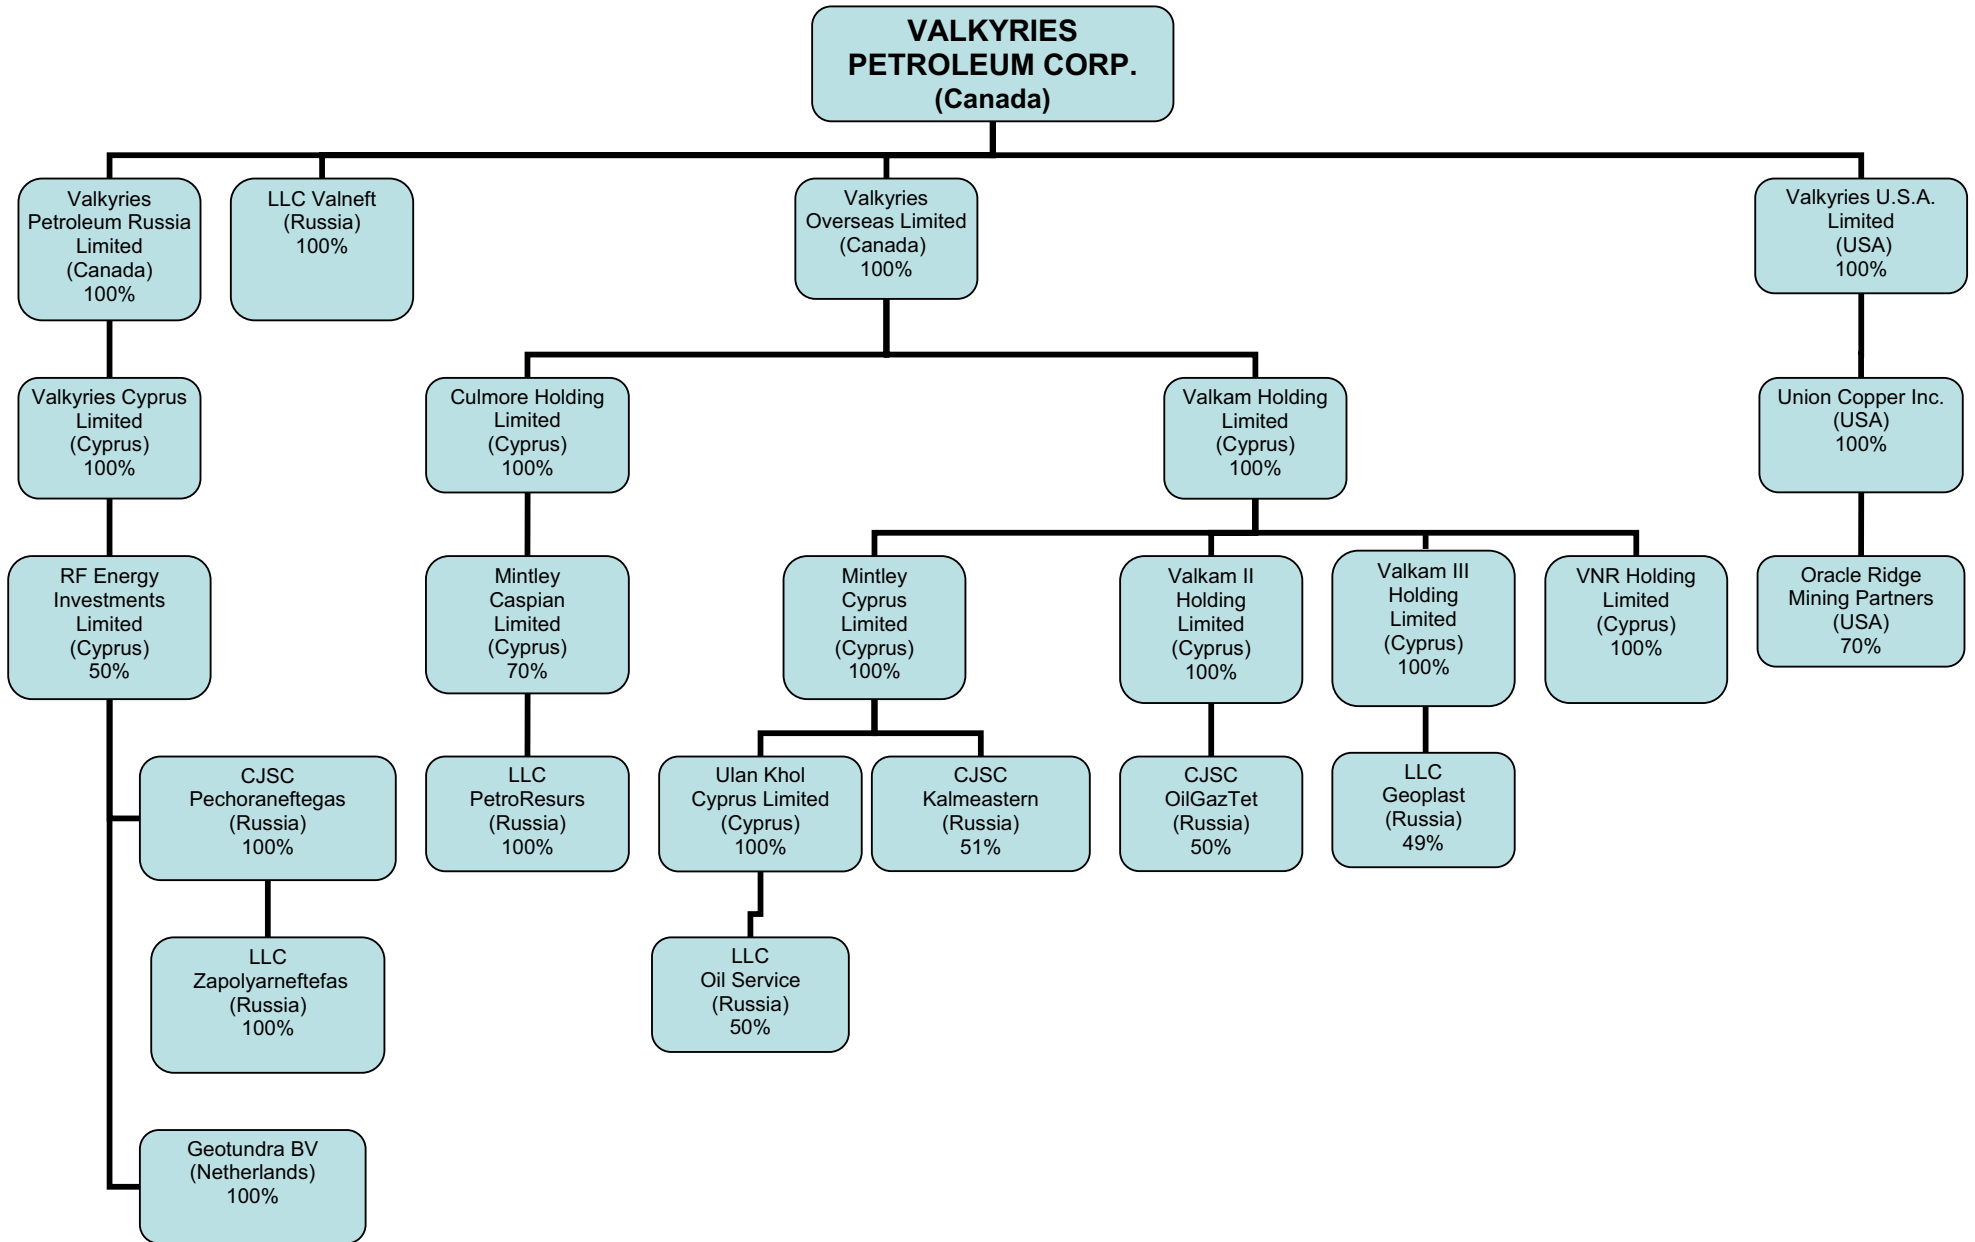 VALKYRIES
PETROLEUM CORP.
(Canada)
Valkyries
Petroleum Russia
Limited
(Canada)
100%
LLC Valneft
(Russia)
100%
Valkyries
Overseas Limited
(Canada)
100%
Valkyries U.S.A.
Limited
(USA)
100%
Valkyries Cyprus
Limited
(Cyprus)
100%
Culmore Holding
Limited
(Cyprus)
100%
Valkam Holding
Limited
(Cyprus)
100%
Union Copper Inc.
(USA)
100%
RF Energy
Investments
Limited
(Cyprus)
50%
Mintley
Caspian
Limited
(Cyprus)
70%
Mintley
Cyprus
Limited
(Cyprus)
100%
Valkam II
Holding
Limited
(Cyprus)
100%
Valkam III
Holding
Limited
(Cyprus)
100%
VNR Holding
Limited
(Cyprus)
100%
Oracle Ridge
Mining Partners
(USA)
70%
CJSC
Pechoraneftegas
(Russia)
100%
LLC
PetroResurs
(Russia)
100%
Ulan Khol
Cyprus Limited
(Cyprus)
100%
CJSC
Kalmeastern
(Russia)
51%
CJSC
OilGazTet
(Russia)
50%
LLC
Geoplast
(Russia)
49%
LLC
Zapolyarneftefas
(Russia)
100%
LLC
Oil Service
(Russia)
50%
Geotundra BV
(Netherlands)
100%